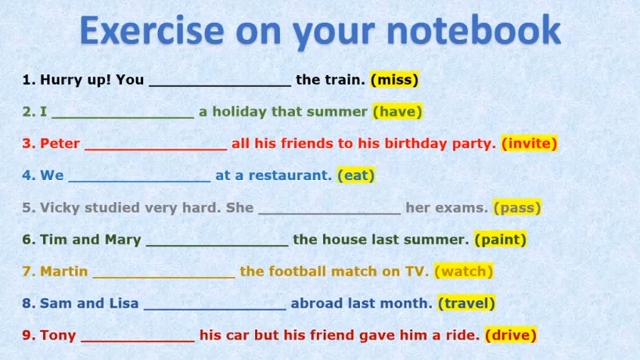 Exercise on your notebook
1. Hurry up! You _________________ the train. (miss)
2. I _________________ a holiday that summer (have)
3. Peter _________________ all his friends to his birthday party. (invite)
4. We _________________ at a restaurant. (eat)
5. Vicky studied very hard. She _________________ her exams. (pass)
6. Tim and Mary _________________ the house last summer. (paint)
7. Martin _________________ the football match on TV. (watch)
8. Sam and Lisa _________________ abroad last month. (travel)
9. Tony ______________ his car but his friend gave him a ride. (drive)